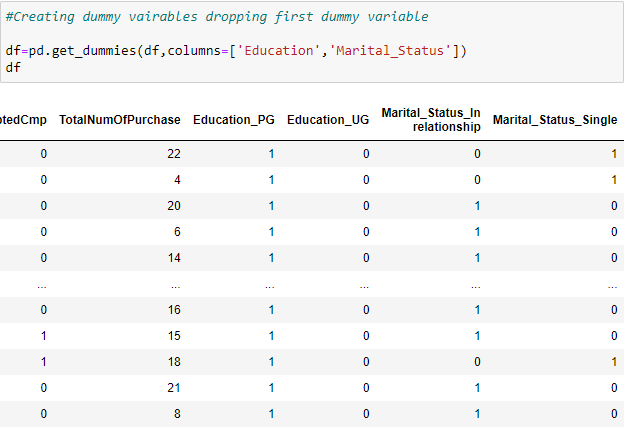 #Creating dummy vairables dropping first dummy variable
df=pd.get_dummies(df,columns=['Education','Marital_Status'])
df
ptedCmp TotalNumOfPurchase Education_PG Education_UG Marital_Status_In relationship Marital_Status_Single
0 22 1 0 0 1
0 4 1 0 0 1
0 20 1 0 1 0
0 6 1 0 1 0
0 14 1 0 1 0
... ... ... ... ... ...
0 16 1 0 1 0
1 15 1 0 1 0
1 18 1 0 0 1
0 21 1 0 1 0
0 8 1 0 1 0